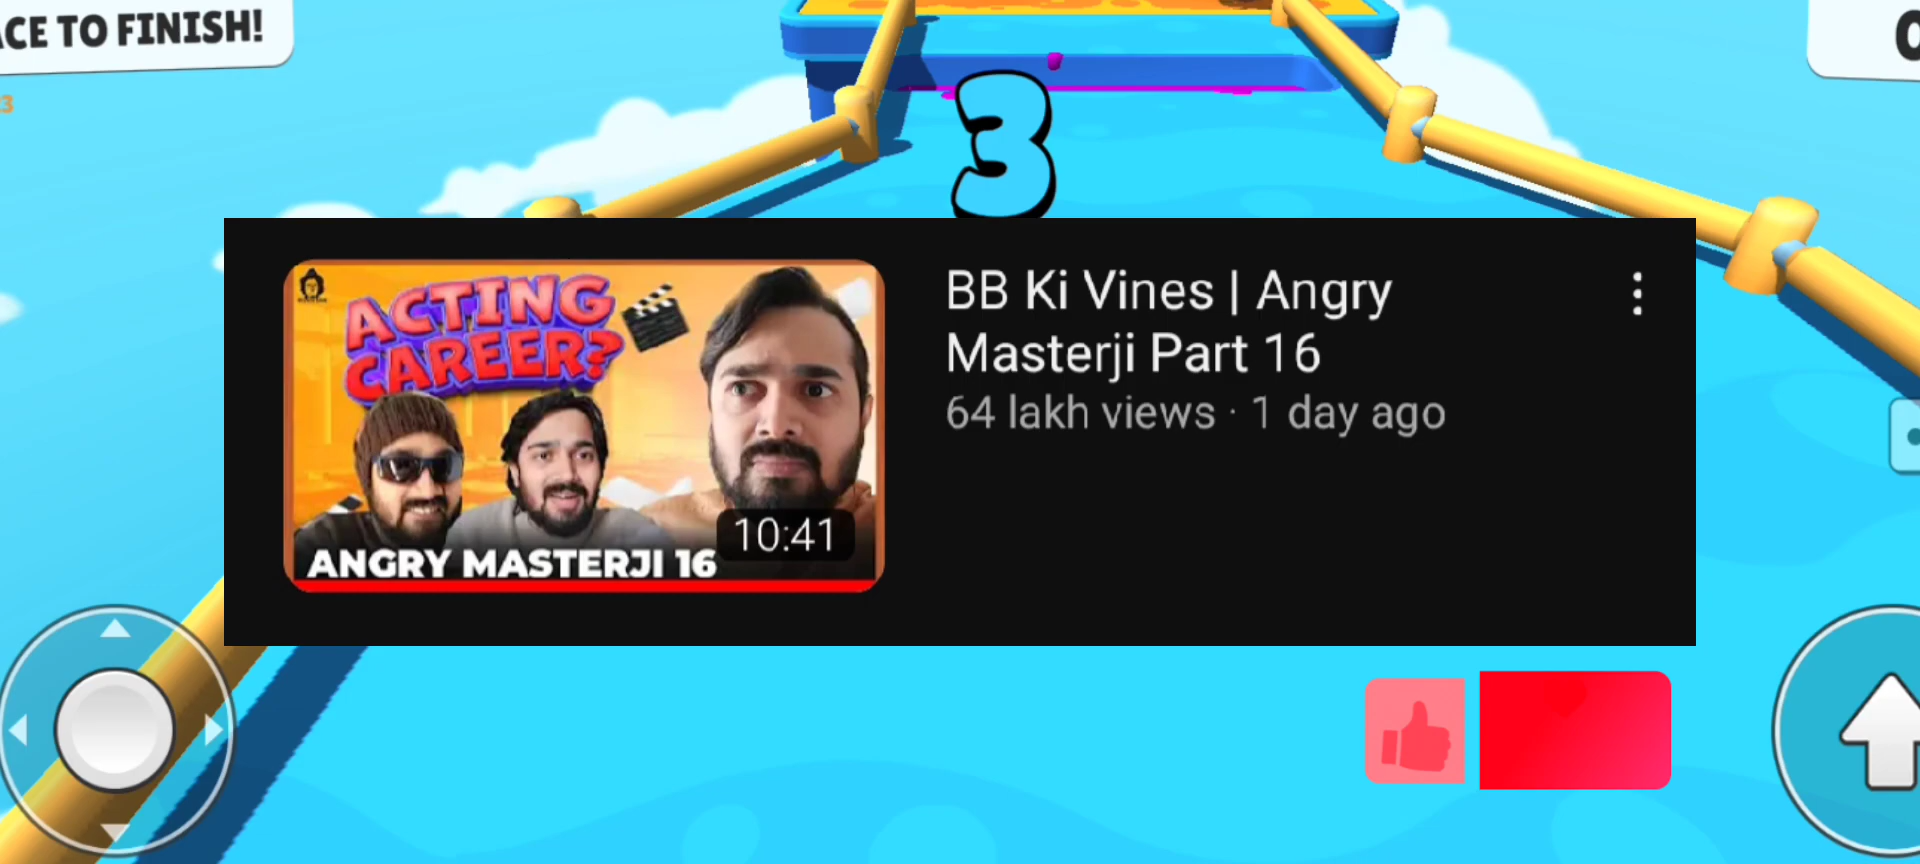 ACE TO FINISH!
3
3
BB Ki Vines | Angry
Masterji Part 16
64 lakh views · 1 day ago
ACTING
CAREER?
10:41
ANGRY MASTERJI 16